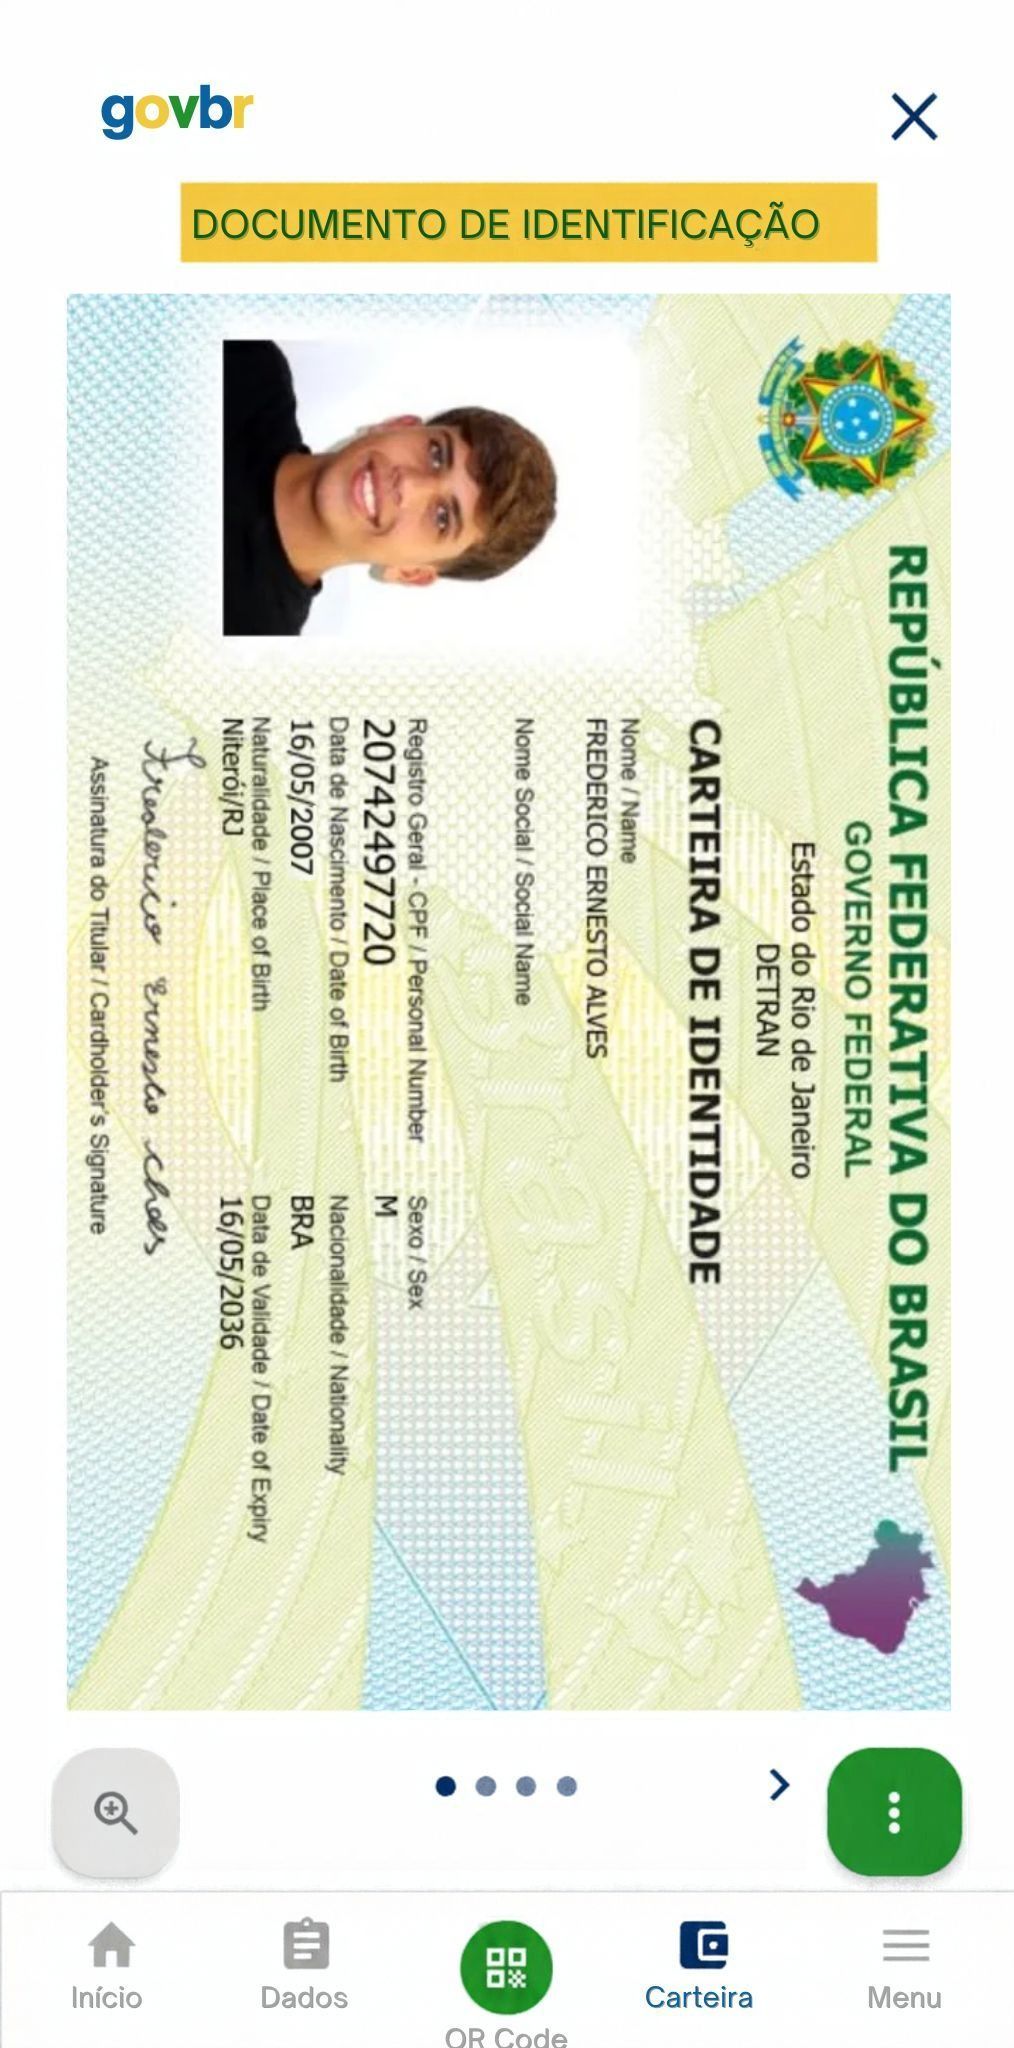 govbr
DOCUMENTO DE IDENTIFICAÇÃO
REPÚBLICA FEDERATIVA DO BRASIL
GOVERNO FEDERAL
Estado do Rio de Janeiro
DETRAN
CARTEIRA DE IDENTIDADE
Nome / Name
FREDERICO ERNESTO ALVES
Nome Social / Social Name
Registro Geral - CPF / Personal Number
Sexo / Sex
20742497720
M
Data de Nascimento / Date of Birth
Nacionalidade / Nationality
16/05/2007
BRA
Naturalidade / Place of Birth
Data de Validade / Date of Expiry
Niterói/RJ
16/05/2036
Assinatura do Titular / Cardholder's Signature
Brasil
Início
Dados
QR Code
Carteira
Menu